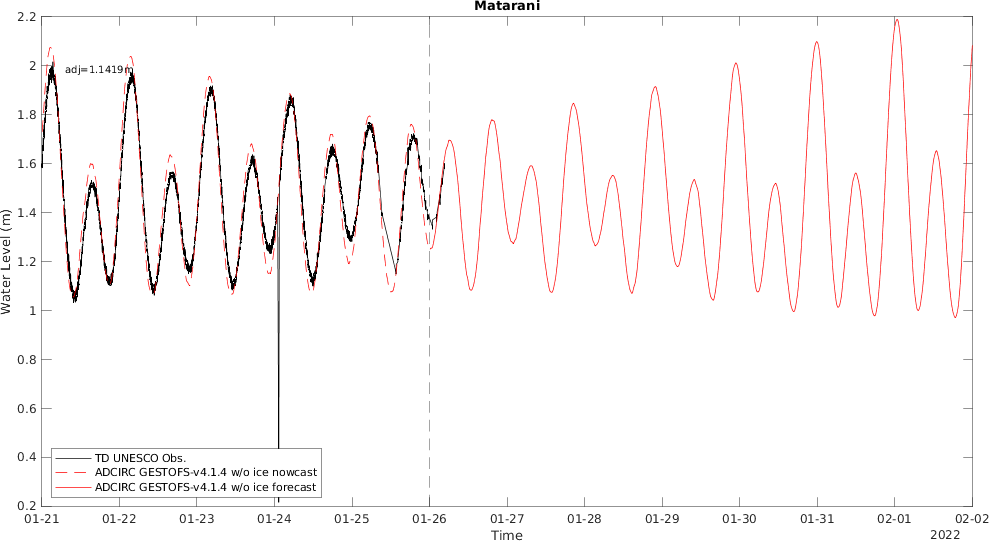 Matarani
2.2
2
1.8
1.6
1.4
1.2
1
0.8
0.6
0.4
0.2
Water Level (m)
adj=1.1419m
TD UNESCO Obs.
ADCIRC GESTOFS-v4.1.4 w/o ice nowcast
ADCIRC GESTOFS-v4.1.4 w/o ice forecast
01-21 01-22 01-23 01-24 01-25 01-26 01-27 01-28 01-29 01-30 01-31 02-01 02-02
Time
2022